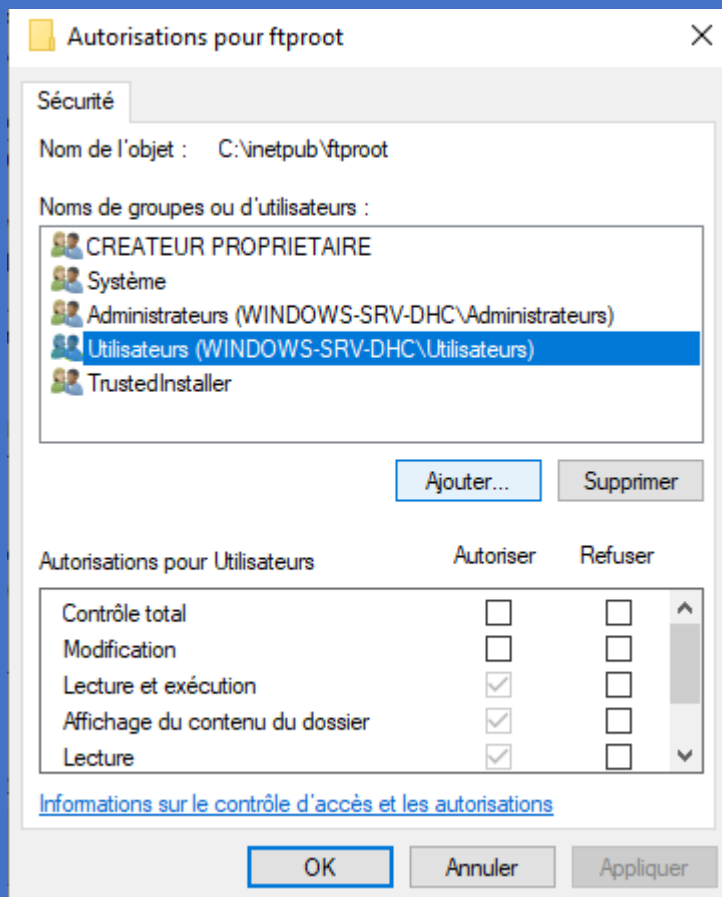 Autorisations pour ftproot
Sécurité
Nom de l'objet : C:\inetpub\ftproot
Noms de groupes ou d'utilisateurs :
CREATEUR PROPRIETAIRE
Système
Administrateurs (WINDOWS-SRV-DHC\Administrateurs)
Utilisateurs (WINDOWS-SRV-DHC\Utilisateurs)
TrustedInstaller
Ajouter... Supprimer
Autorisations pour Utilisateurs Autoriser Refuser
Contrôle total
Modification
Lecture et exécution
Affichage du contenu du dossier
Lecture
Informations sur le contrôle d'accès et les autorisations
OK Annuler Appliquer